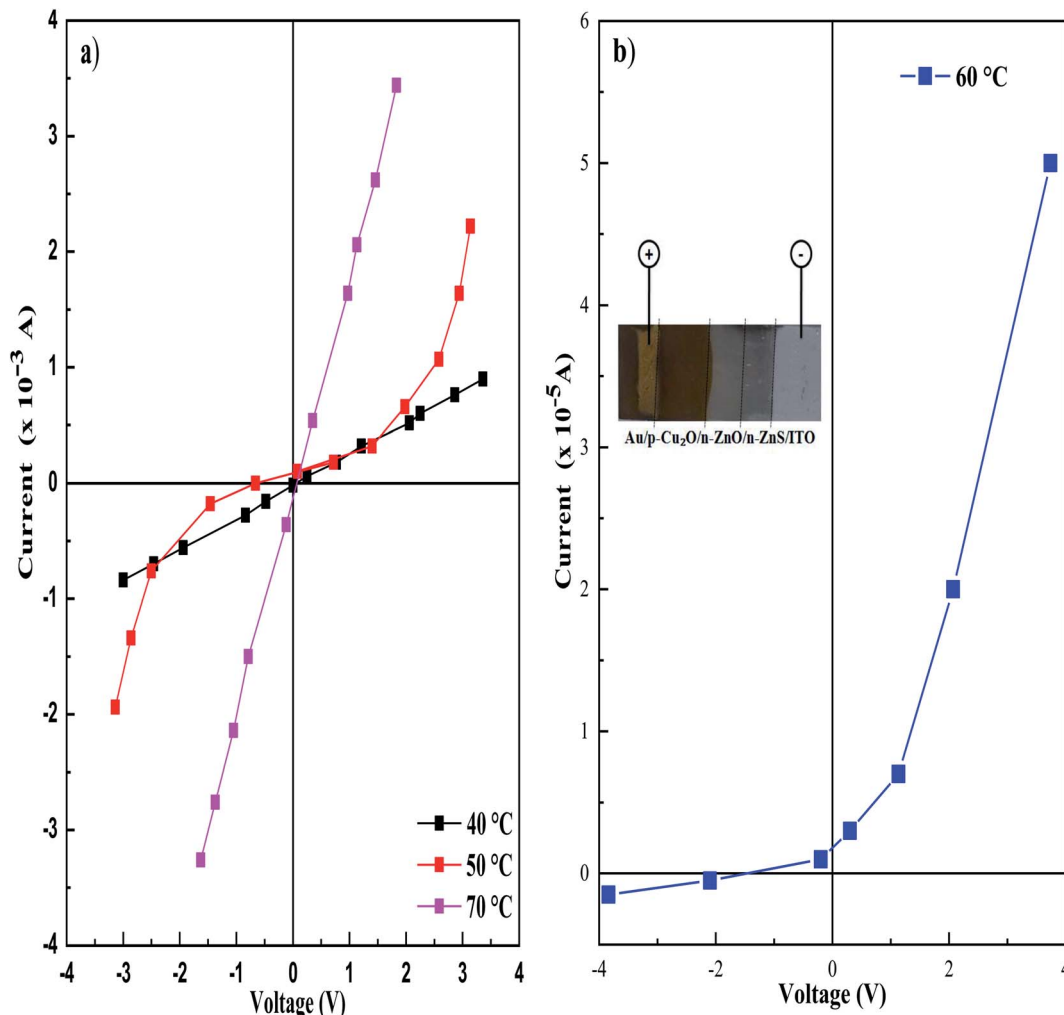 a)
4
3
2
1
0
-1
-2
-3
-4
Current (x 10⁻³ A)
-4 -3 -2 -1 0 1 2 3 4
Voltage (V)
40 °C
50 °C
70 °C
b)
6
5
4
3
2
1
0
Current (x 10⁻⁵A)
60 °C
+ -
Au/p-Cu₂O/n-ZnO/n-ZnS/ITO
-4 -2 0 2 4
Voltage (V)